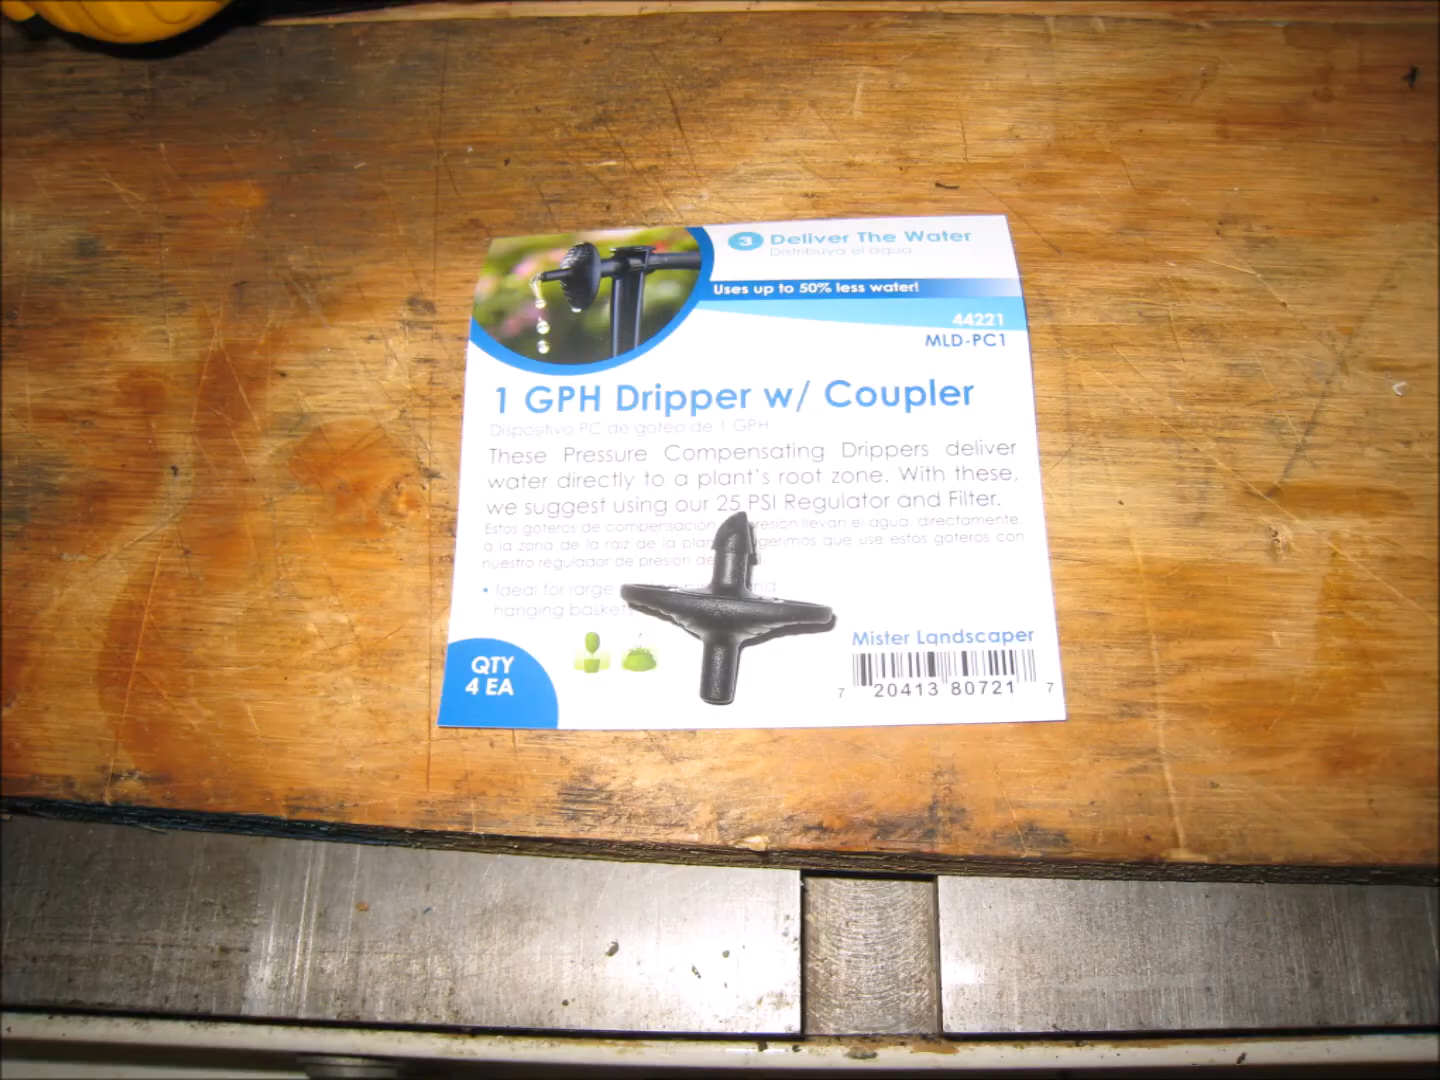 3 Deliver The Water
Distribuya el agua
Uses up to 50% less water!
44221
MLD-PC1
1 GPH Dripper w/ Coupler
Dispositivo PC de goteo de 1 GPH
These Pressure Compensating Drippers deliver
water directly to a plant's root zone. With these,
we suggest using our 25 PSI Regulator and Filter.
Estos goteros de compensación presión llevan el agua, directamente,
a la zona de la raíz de la que use estos goteros con
nuestro regulador de presión de
• Ideal for large
hanging baskets
QTY
4 EA
Mister Landscaper
7 20413 80721 7